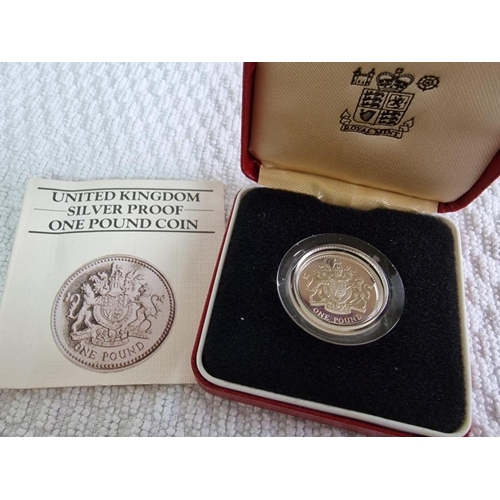 UNITED KINGDOM
SILVER PROOF
ONE POUND COIN
ONE POUND
ROYAL MINT
ONE POUND